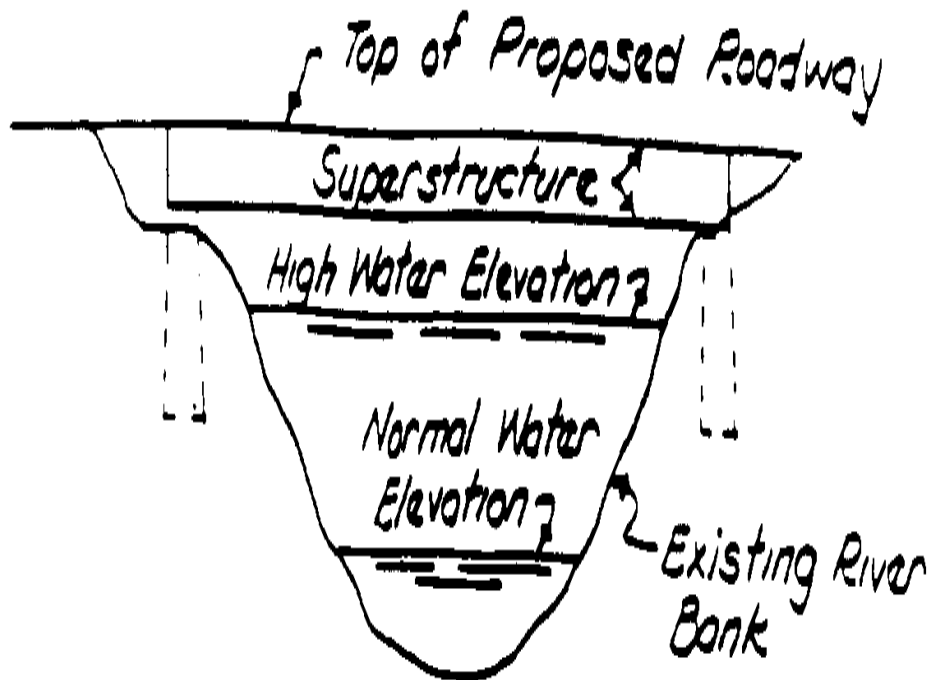 Top of Proposed Roadway
Superstructure
High Water Elevation
Normal Water
Elevation
Existing River
Bank